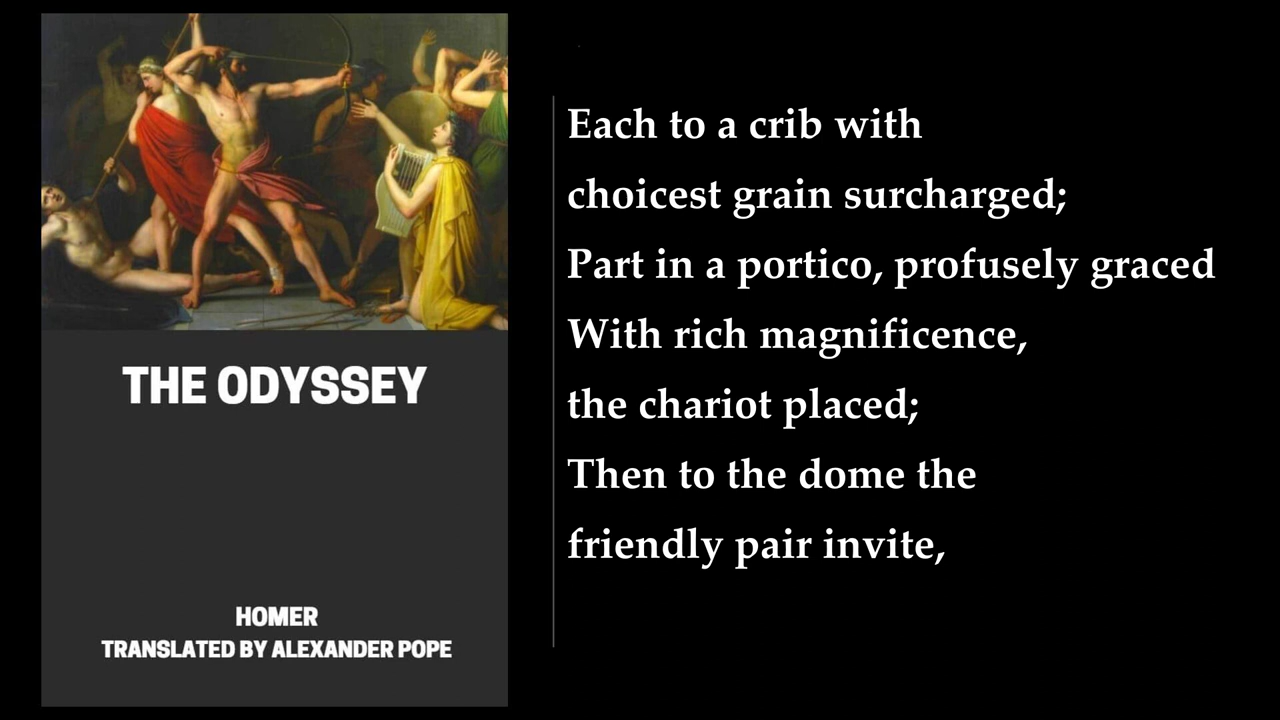 THE ODYSSEY
HOMER
TRANSLATED BY ALEXANDER POPE
Each to a crib with
choicest grain surcharged;
Part in a portico, profusely graced
With rich magnificence,
the chariot placed;
Then to the dome the
friendly pair invite,